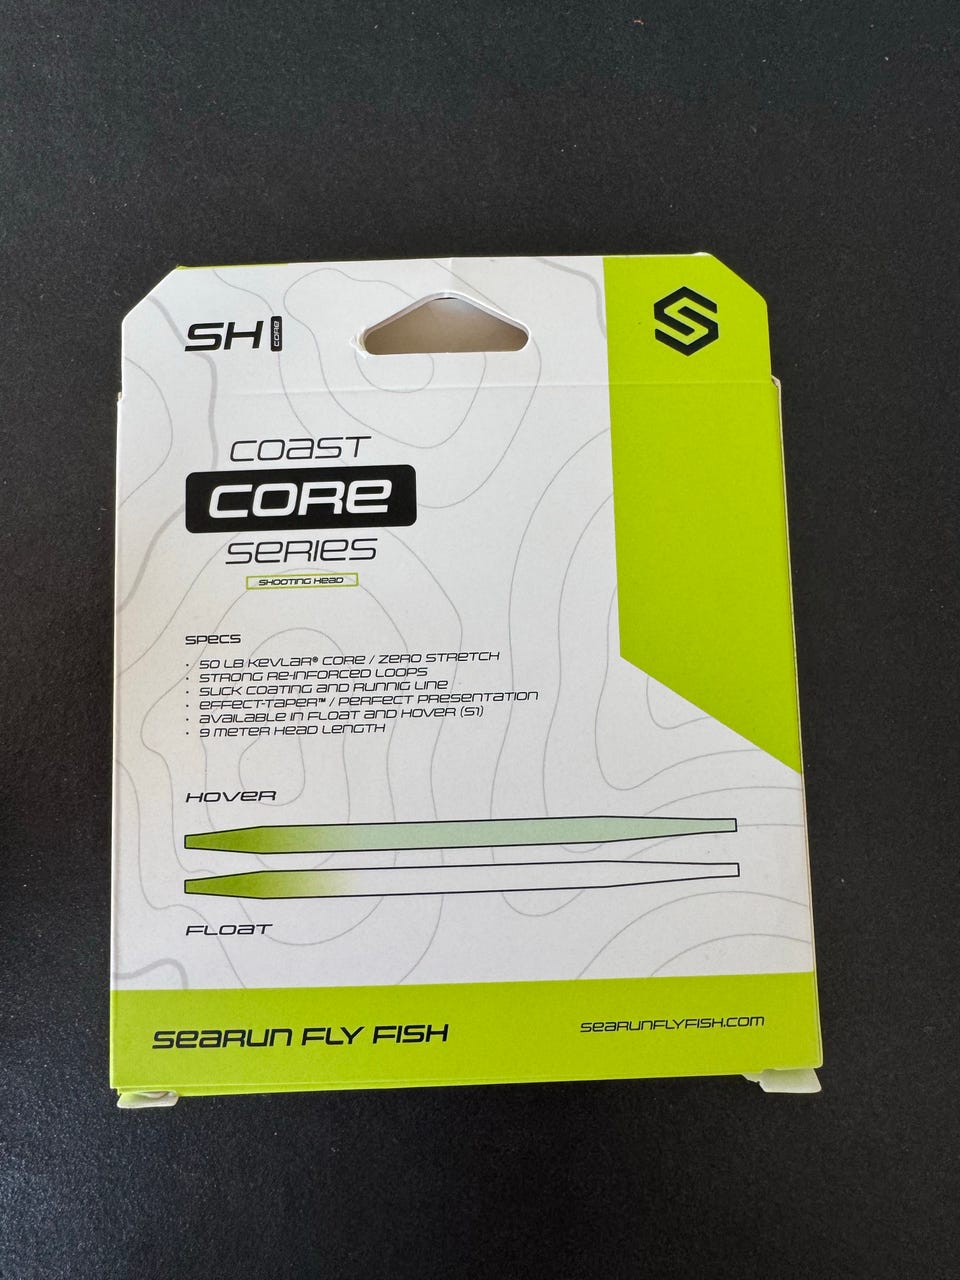 SH CORE
COAST
CORE
SERIES
SHOOTING HEAD
SPECS
· 50 LB KEVLAR® CORE / ZERO STRETCH
· STRONG RE-INFORCED LOOPS
· SLICK COATING AND RUNNIG LINE
· EFFECT-TAPER™ / PERFECT PRESENTATION
· AVAILABLE IN FLOAT AND HOVER (S1)
· 9 METER HEAD LENGTH
HOVER
FLOAT
SEARUN FLY FISH
SEARUNFLYFISH.COM